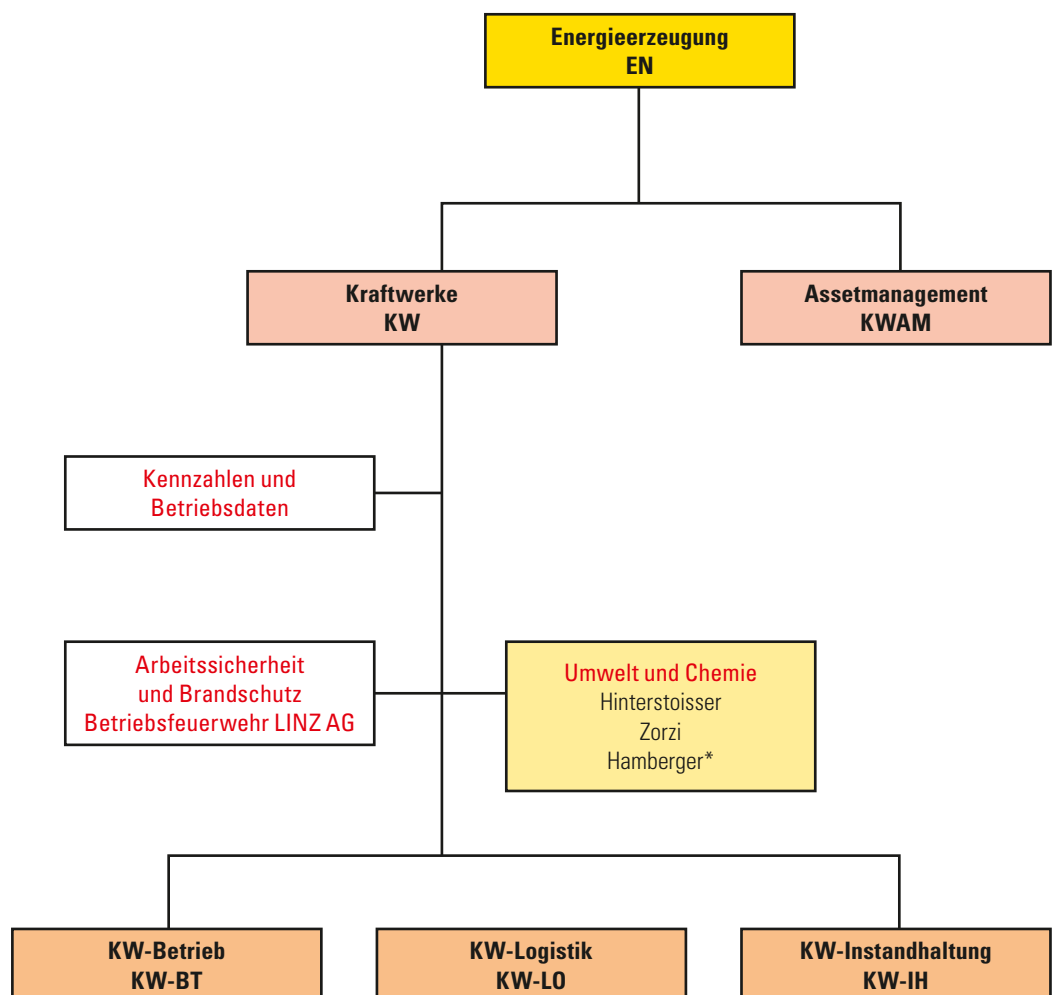 Energieerzeugung
EN
Kraftwerke
KW
Assetmanagement
KWAM
Kennzahlen und
Betriebsdaten
Arbeitssicherheit
und Brandschutz
Betriebsfeuerwehr LINZ AG
Umwelt und Chemie
Hinterstoisser
Zorzi
Hamberger*
KW-Betrieb
KW-BT
KW-Logistik
KW-LO
KW-Instandhaltung
KW-IH